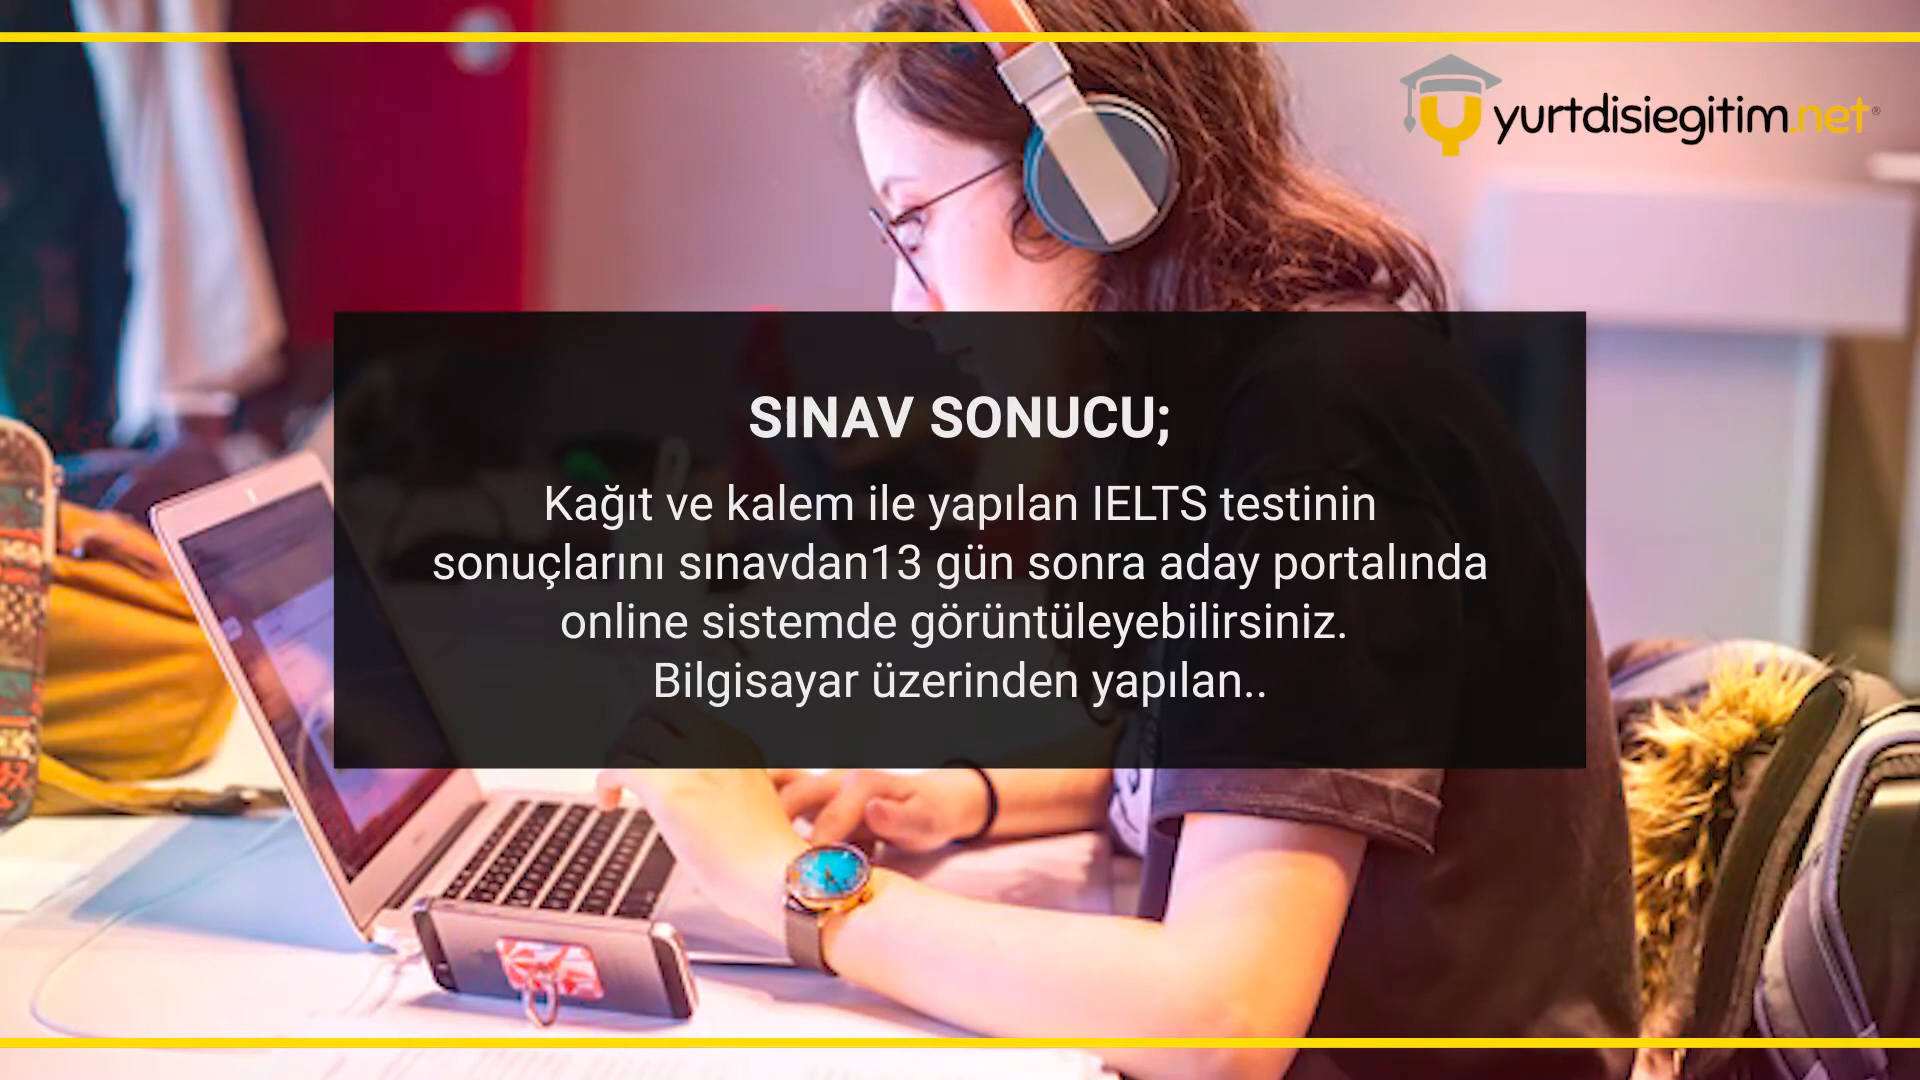 yurtdisiegitim.net®
SINAV SONUCU;
Kağıt ve kalem ile yapılan IELTS testinin
sonuçlarını sınavdan13 gün sonra aday portalında
online sistemde görüntüleyebilirsiniz.
Bilgisayar üzerinden yapılan..